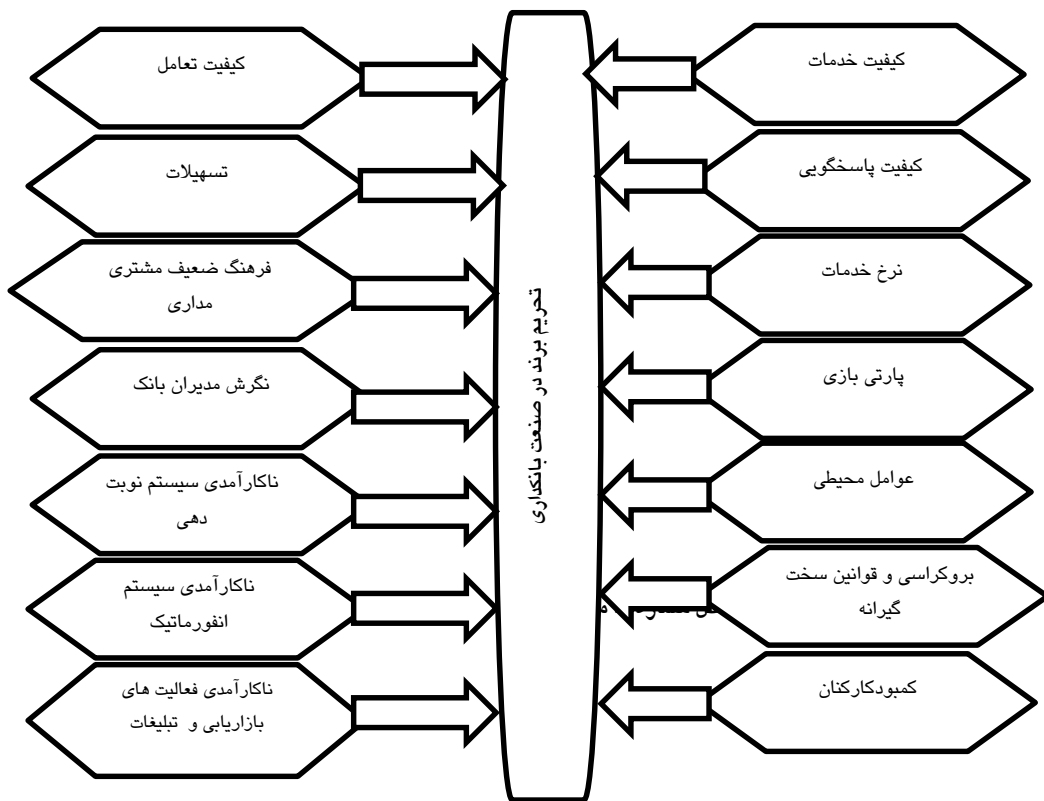 کیفیت خدمات
کیفیت پاسخگویی
نرخ خدمات
پارتی بازی
عوامل محیطی
بروکراسی و قوانین سخت
گیرانه
کمبودکارکنان
تحریم برند در صنعت بانکداری
کیفیت تعامل
تسهیلات
فرهنگ ضعیف مشتری
مداری
نگرش مدیران بانک
ناکارآمدی سیستم نوبت
دهی
ناکارآمدی سیستم
انفورماتیک
ناکارآمدی فعالیت های
بازاریابی و تبلیغات